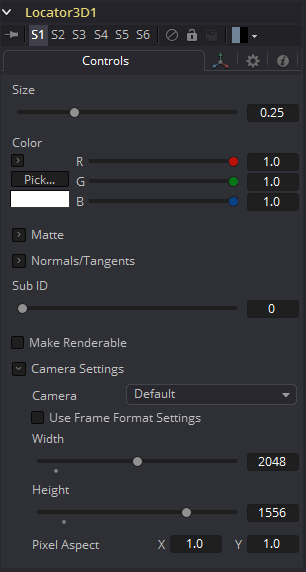 Locator3D1
S1 S2 S3 S4 S5 S6
Controls
Size
0.25
Color
R 1.0
Pick... G 1.0
B 1.0
Matte
Normals/Tangents
Sub ID
0
Make Renderable
Camera Settings
Camera Default
Use Frame Format Settings
Width
2048
Height
1556
Pixel Aspect X 1.0 Y 1.0